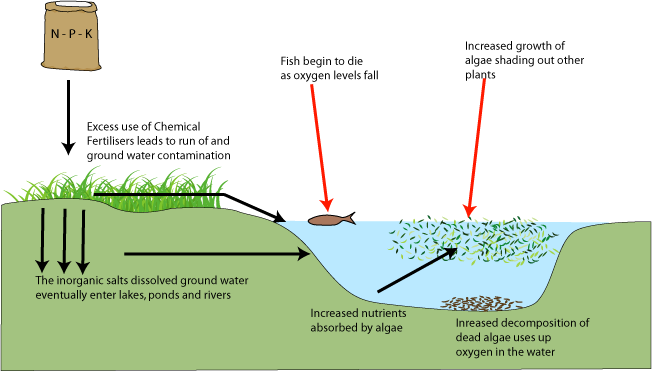 N - P - K
Fish begin to die
as oxygen levels fall
Increased growth of
algae shading out other
plants
Excess use of Chemical
Fertilisers leads to run of and
ground water contamination
The inorganic salts dissolved ground water
eventually enter lakes, ponds and rivers
Increased nutrients
absorbed by algae
Inreased decomposition of
dead algae uses up
oxygen in the water